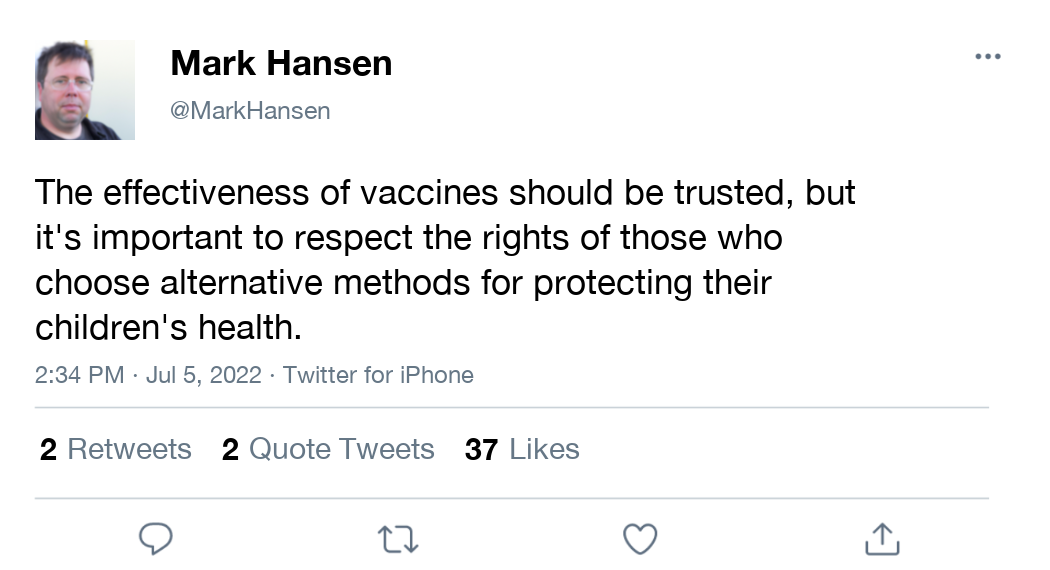 Mark Hansen
@MarkHansen
The effectiveness of vaccines should be trusted, but
it's important to respect the rights of those who
choose alternative methods for protecting their
children's health.
2:34 PM · Jul 5, 2022 · Twitter for iPhone
2 Retweets 2 Quote Tweets 37 Likes